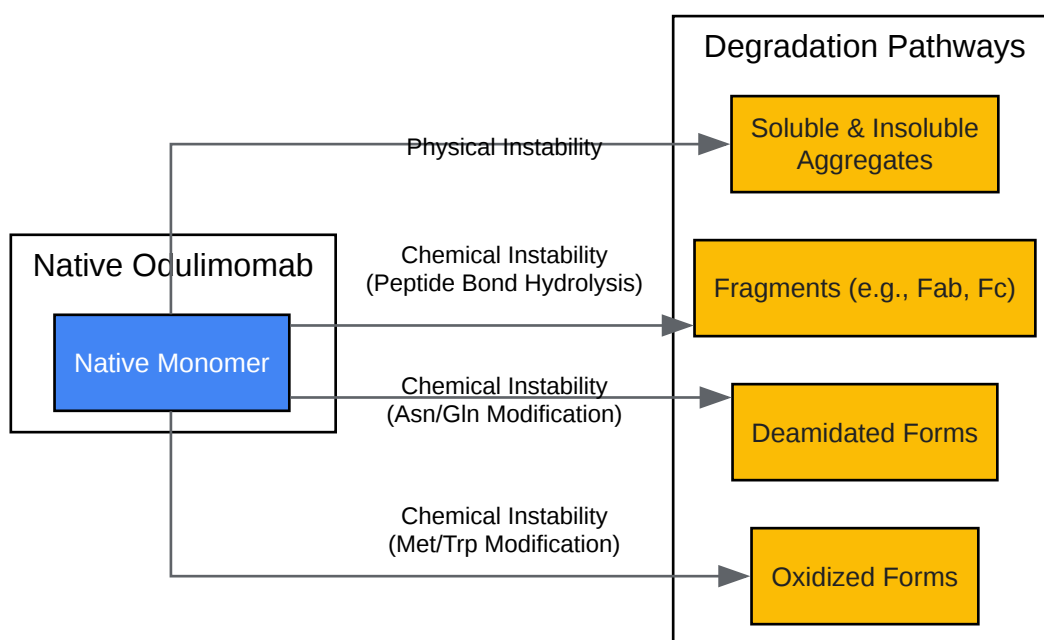 Degradation Pathways
Soluble & Insoluble
Aggregates
Physical Instability
Native Odulimomab
Native Monomer
Chemical Instability
(Peptide Bond Hydrolysis)
Fragments (e.g., Fab, Fc)
Chemical Instability
(Asn/Gln Modification)
Deamidated Forms
Chemical Instability
(Met/Trp Modification)
Oxidized Forms